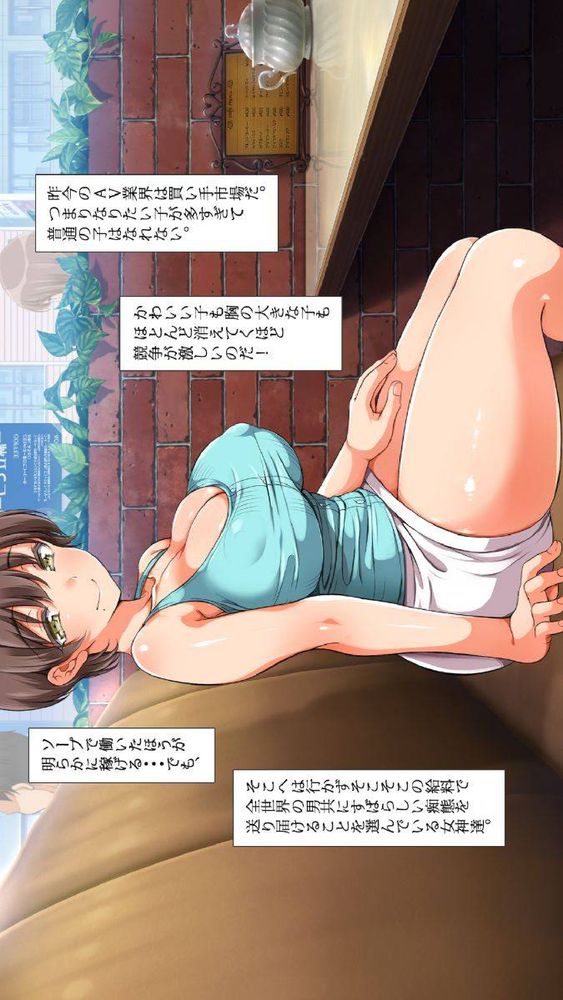 昨今のAV業界は買い手市場だ。
つまりなりたい子が多すぎて
普通の子はなれない。
かわいい子も胸の大きな子も
ほとんど消えてくほど
競争が激しいのだ！
ソープで働いたほうが
明らかに稼げる・・・でも、
そこへは行かずそこそこの給料で
全世界の男共にすばらしい痴態を
送り届けることを選んでいる女神達。